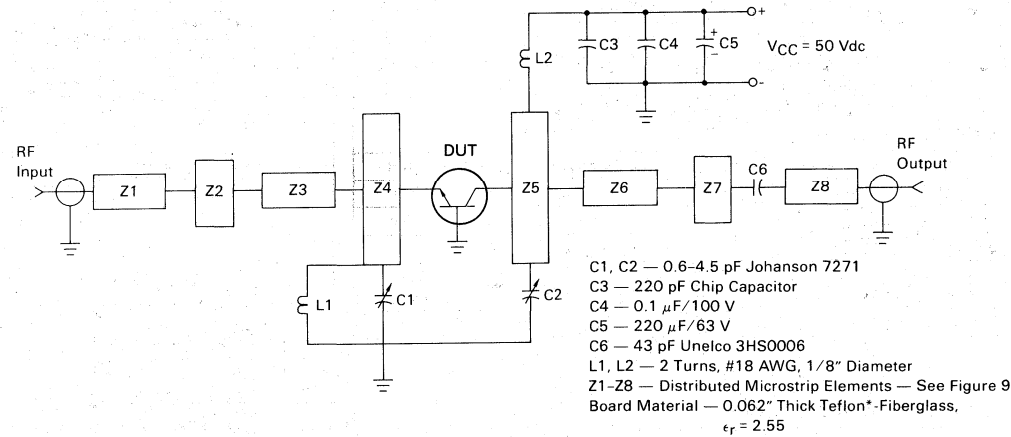 C3
C4
+
C5
−
+
−
VCC = 50 Vdc
L2
RF
Input
DUT
RF
Output
Z1
Z2
Z3
Z4
Z5
Z6
Z7
C6
Z8
L1
C1
C2
C1, C2 — 0.6–4.5 pF Johanson 7271
C3 — 220 pF Chip Capacitor
C4 — 0.1 μF/100 V
C5 — 220 μF/63 V
C6 — 43 pF Unelco 3HS0006
L1, L2 — 2 Turns, #18 AWG, 1/8″ Diameter
Z1–Z8 — Distributed Microstrip Elements — See Figure 9
Board Material — 0.062″ Thick Teflon*-Fiberglass,
εr = 2.55